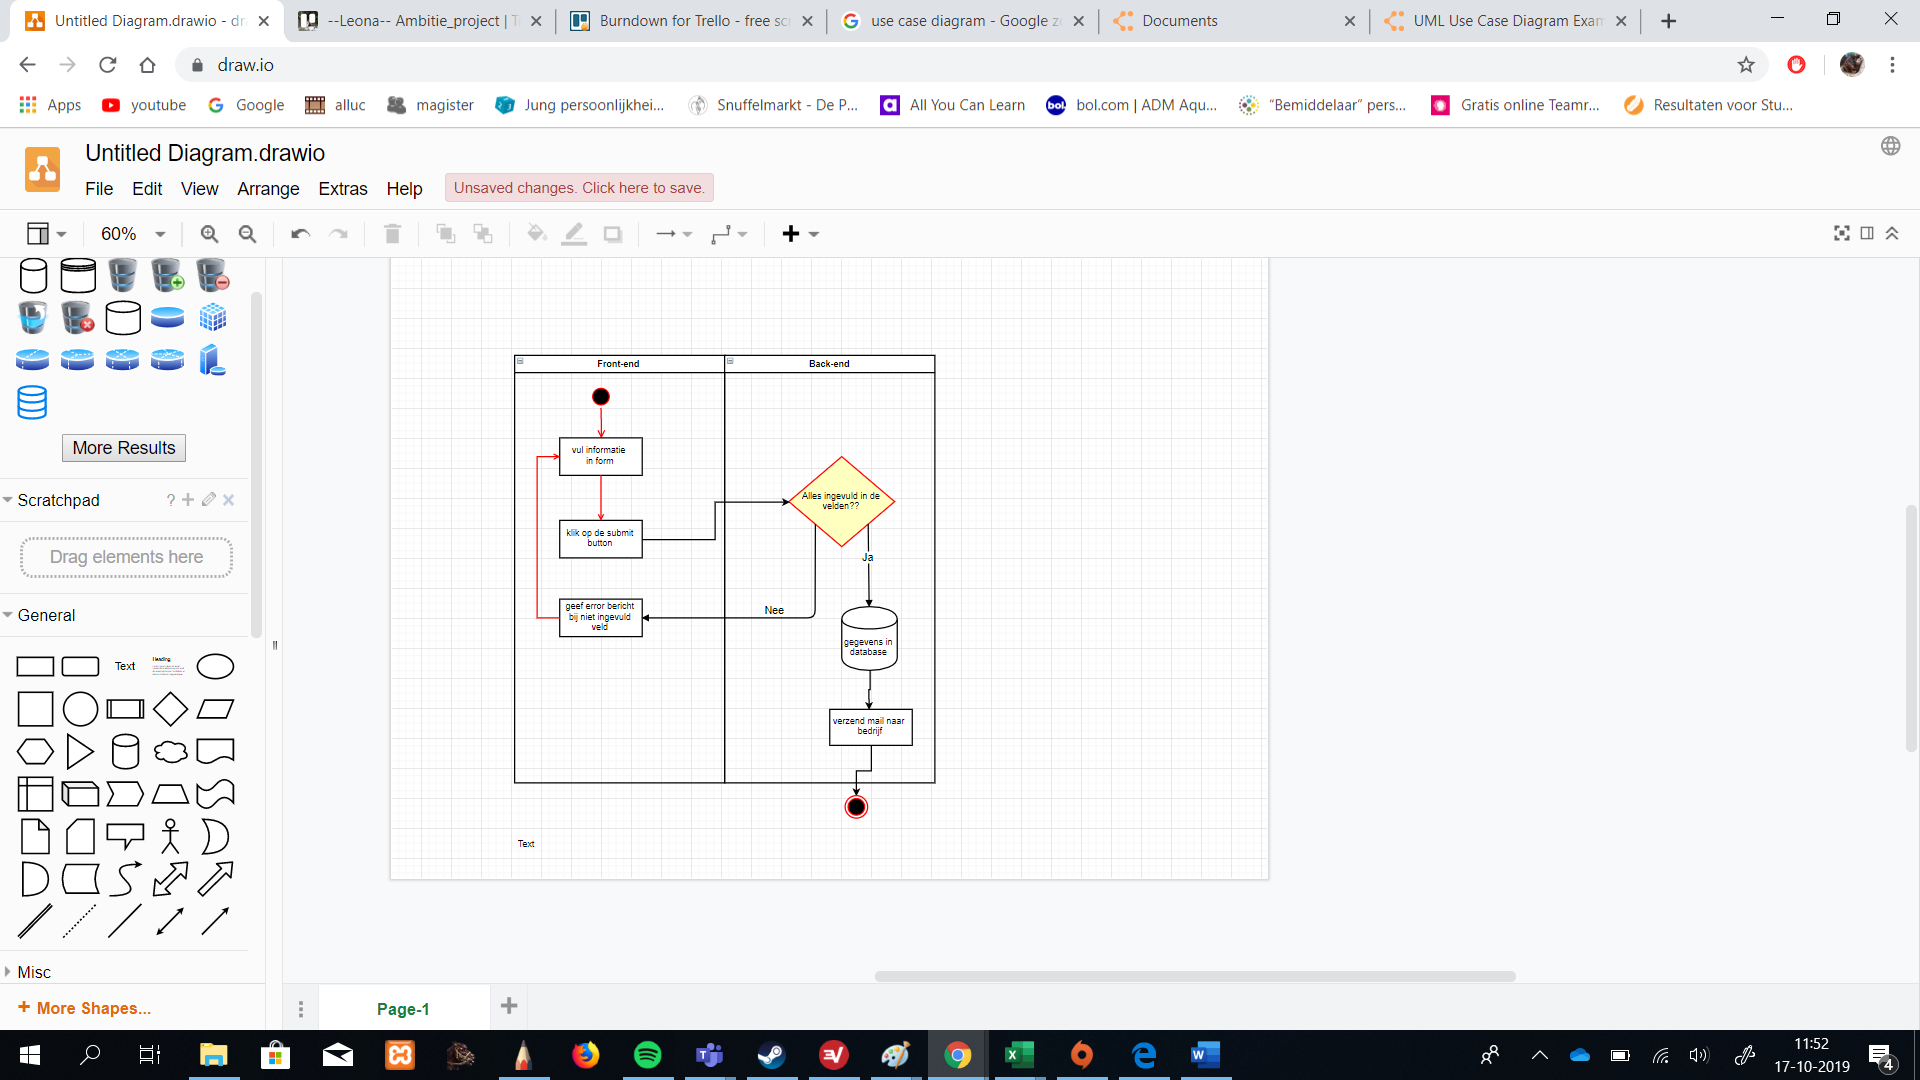 Untitled Diagram.drawio - dr
--Leona-- Ambitie_project | T
Burndown for Trello - free sc
use case diagram - Google z
Documents
UML Use Case Diagram Exam
draw.io
Apps
youtube
Google
alluc
magister
Jung persoonlijkhei...
Snuffelmarkt - De P...
All You Can Learn
bol.com | ADM Aqu...
"Bemiddelaar" pers...
Gratis online Teamr...
Resultaten voor Stu...
Untitled Diagram.drawio
File Edit View Arrange Extras Help
Unsaved changes. Click here to save.
60%
More Results
Scratchpad
?
Drag elements here
General
Text
Heading
Misc
+ More Shapes...
Front-end
Back-end
vul informatie
in form
klik op de submit
button
geef error bericht
bij niet ingevuld
veld
Alles ingevuld in de
velden??
Ja
Nee
gegevens in
database
verzend mail naar
bedrijf
Text
Page-1
11:52
17-10-2019
4